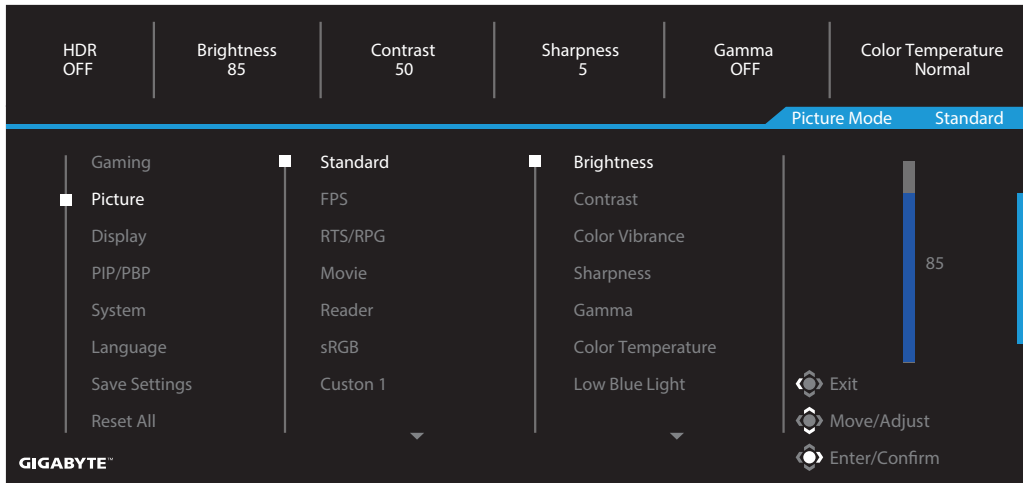 HDR
OFF
Brightness
85
Contrast
50
Sharpness
5
Gamma
OFF
Color Temperature
Normal
Picture Mode Standard
Gaming
Picture
Display
PIP/PBP
System
Language
Save Settings
Reset All
Standard
FPS
RTS/RPG
Movie
Reader
sRGB
Custon 1
Brightness
Contrast
Color Vibrance
Sharpness
Gamma
Color Temperature
Low Blue Light
85
Exit
Move/Adjust
Enter/Confirm
GIGABYTE™